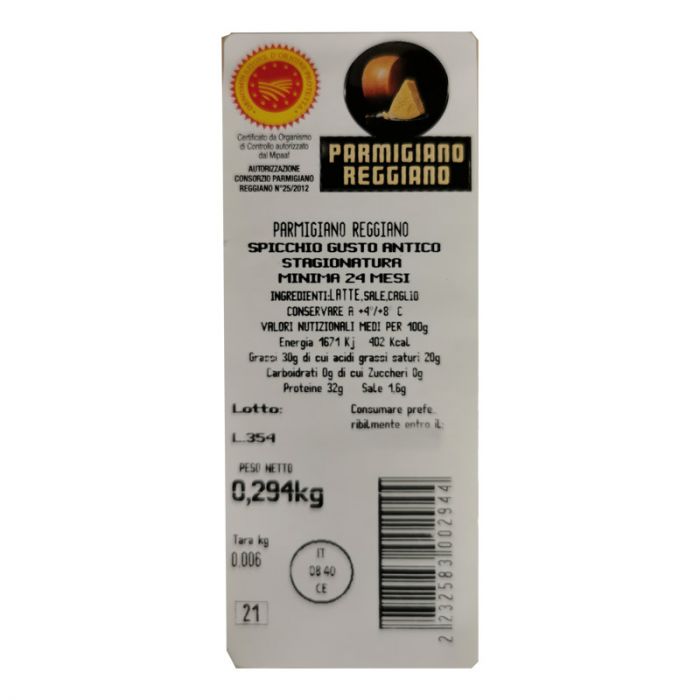 DENOMINAZIONE D'ORIGINE PROTETTA
Certificato da Organismo
di Controllo autorizzato
dal Mipaaf
AUTORIZZAZIONE
CONSORZIO PARMIGIANO
REGGIANO N°25/2012
PARMIGIANO
REGGIANO
PARMIGIANO REGGIANO
SPICCHIO GUSTO ANTICO
STAGIONATURA
MINIMA 24 MESI
INGREDIENTI:LATTE,SALE,CAGLIO
CONSERVARE A +4°/+8° C
VALORI NUTRIZIONALI MEDI PER 100g
Energia 1671 Kj 402 Kcal
Grassi 30g di cui acidi grassi saturi 20g
Carboidrati 0g di cui Zuccheri 0g
Proteine 32g Sale 1,6g
Lotto:
L.354
Consumare prefe.
ribilmente entro il:
PESO NETTO
0,294kg
Tara kg
0,006
IT
08 40
CE
21
2 232583 002944